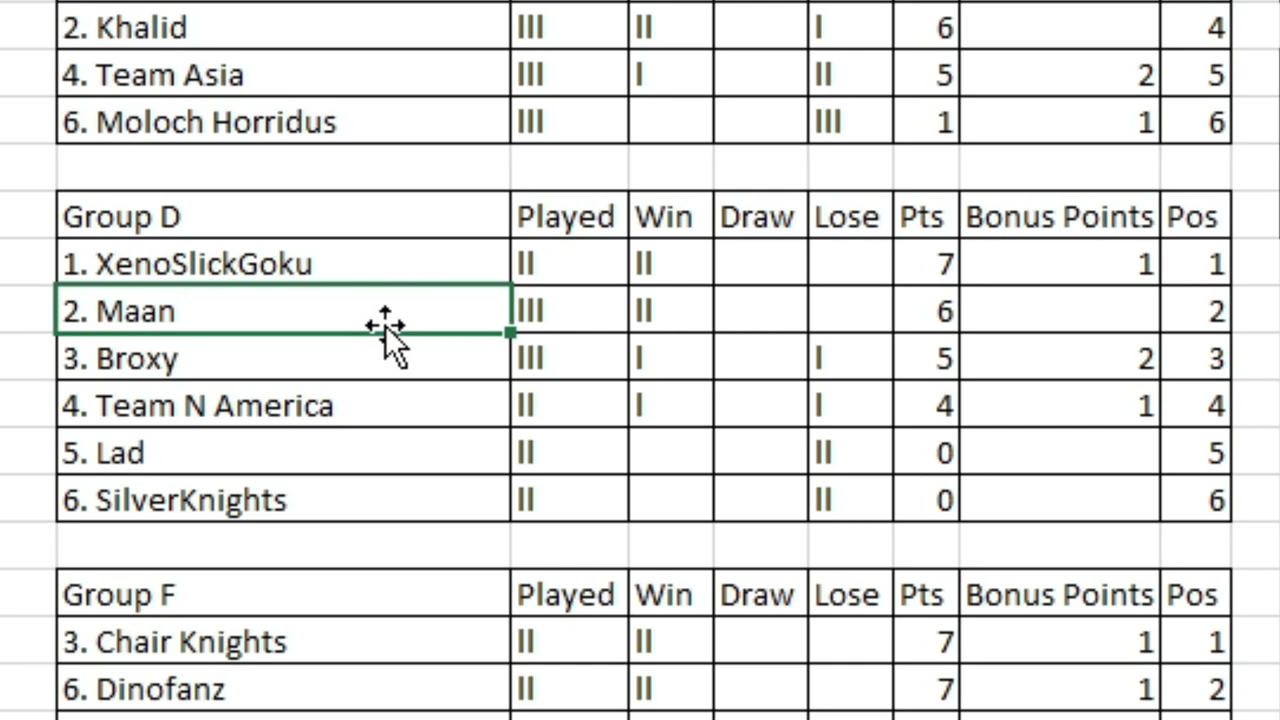 2. Khalid III II I 6 4
4. Team Asia III I II 5 2 5
6. Moloch Horridus III III 1 1 6
Group D Played Win Draw Lose Pts Bonus Points Pos
1. XenoSlickGoku II II 7 1 1
2. Maan III II 6 2
3. Broxy III I I 5 2 3
4. Team N America II I I 4 1 4
5. Lad II II 0 5
6. SilverKnights II II 0 6
Group F Played Win Draw Lose Pts Bonus Points Pos
3. Chair Knights II II 7 1 1
6. Dinofanz II II 7 1 2